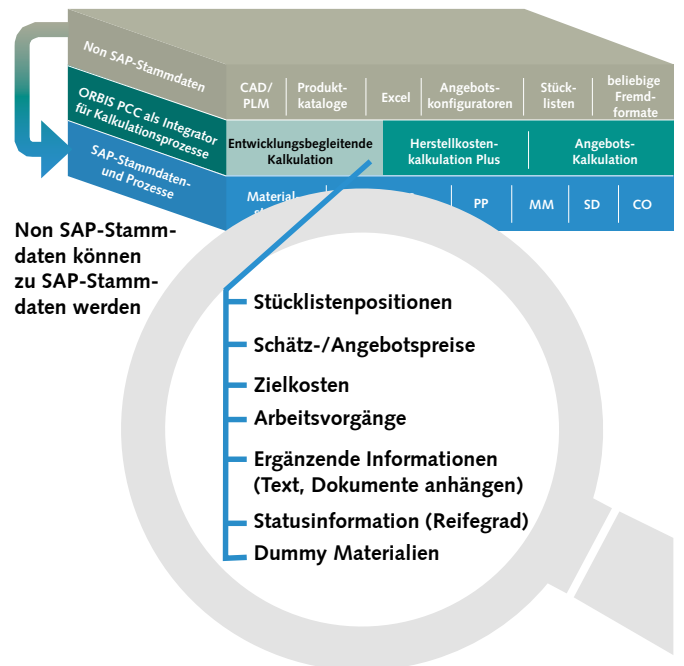 Non SAP-Stammdaten
CAD/
PLM
Produkt-
kataloge
Excel
Angebots-
konfiguratoren
Stück-
listen
beliebige
Fremd-
formate
ORBIS PCC als Integrator
für Kalkulationsprozesse
Entwicklungsbegleitende
Kalkulation
Herstellkosten-
kalkulation Plus
Angebots-
Kalkulation
SAP-Stammdaten-
und Prozesse
Material-
PP
MM
SD
CO
Non SAP-Stamm-
daten können
zu SAP-Stamm-
daten werden
Stücklistenpositionen
Schätz-/Angebotspreise
Zielkosten
Arbeitsvorgänge
Ergänzende Informationen
(Text, Dokumente anhängen)
Statusinformation (Reifegrad)
Dummy Materialien